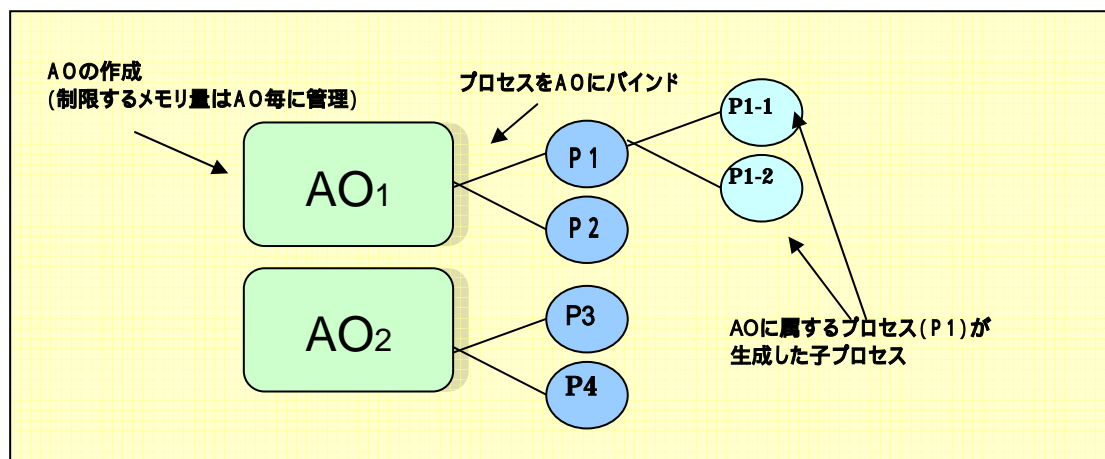 AOの作成
(制限するメモリ量はAO毎に管理)
プロセスをAOにバインド
P1-1
P1
P1-2
AO1
P2
AO2
P3
AOに属するプロセス(P1)が
生成した子プロセス
P4